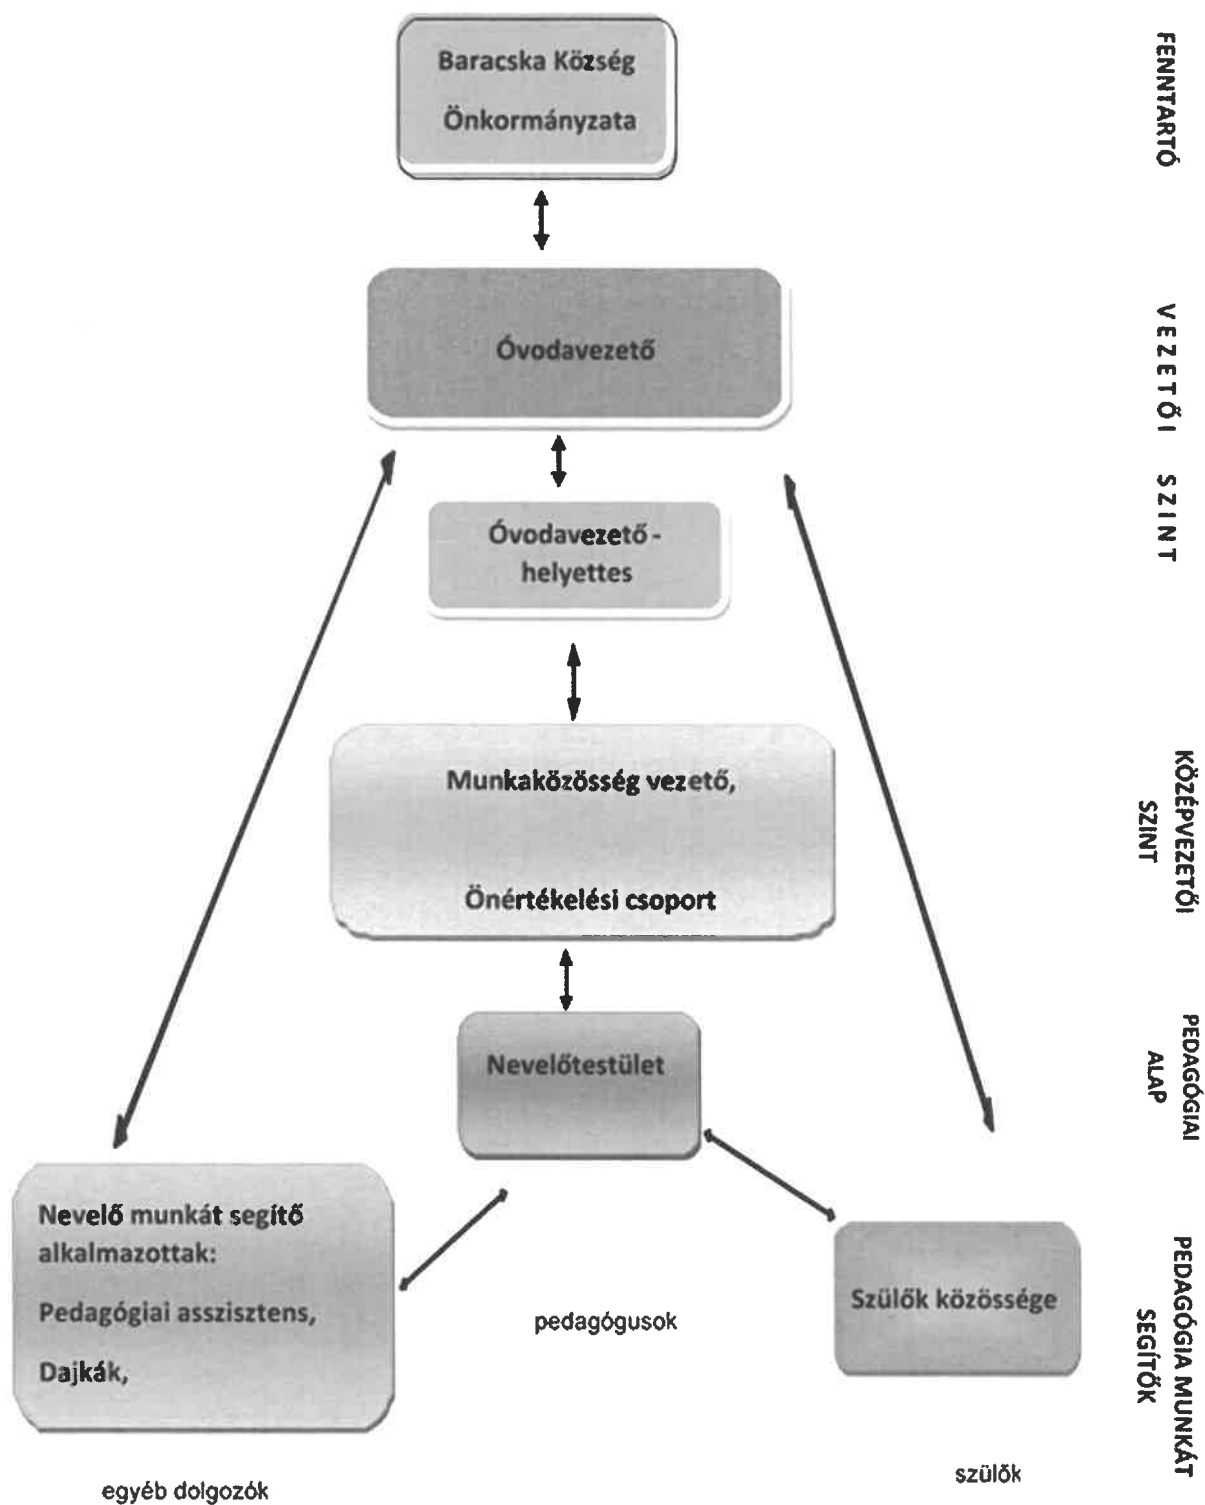 Baracska Község
Önkormányzata
FENNTARTÓ
Óvodavezető
VEZETŐI SZINT
Óvodavezető -
helyettes
Munkaközösség vezető,
Önértékelési csoport
KÖZÉPVEZETŐI
SZINT
Nevelőtestület
PEDAGÓGIAI
ALAP
Nevelő munkát segítő
alkalmazottak:
Pedagógiai asszisztens,
Dajkák,
pedagógusok
Szülők közössége
PEDAGÓGIA MUNKÁT
SEGÍTŐK
egyéb dolgozók
szülők